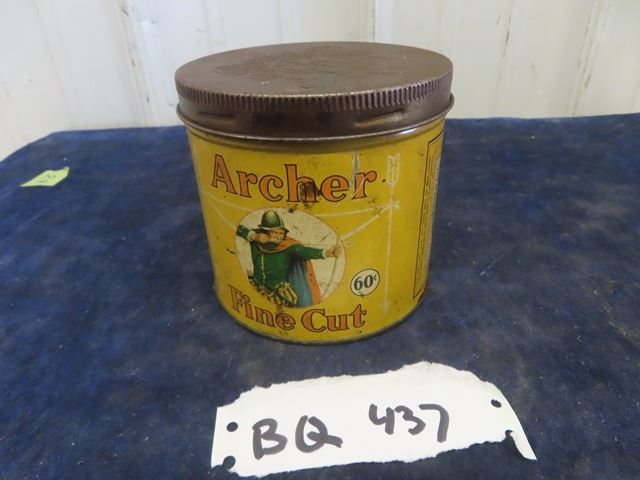 Archer
60¢
Fine Cut
BQ 437